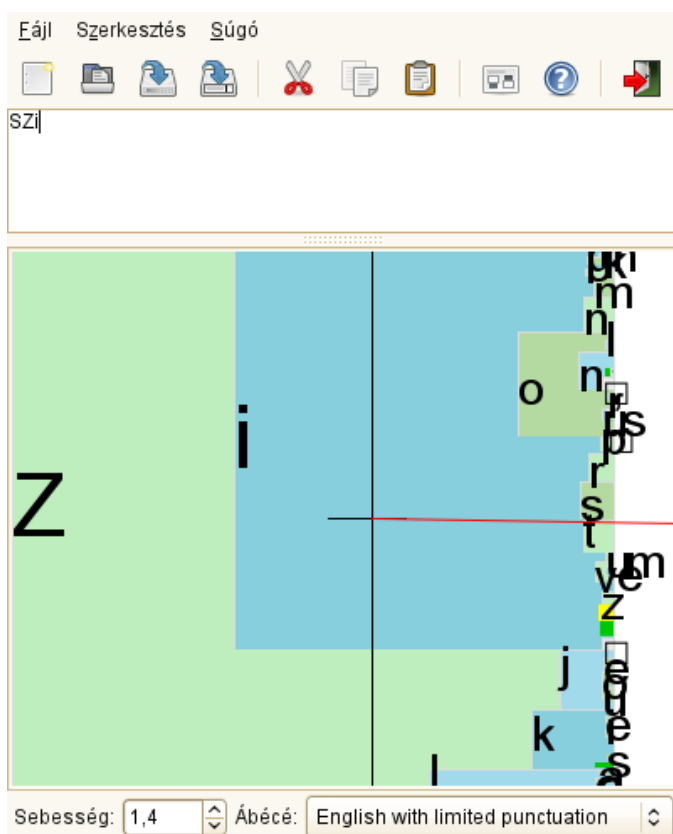 Fájl Szerkesztés Súgó
SZi
m
n
l
o n
r
s
p
r
s
t
u m
v e
z
Z i
j e
k e
l s
a
Sebesség: 1,4 Ábécé: English with limited punctuation